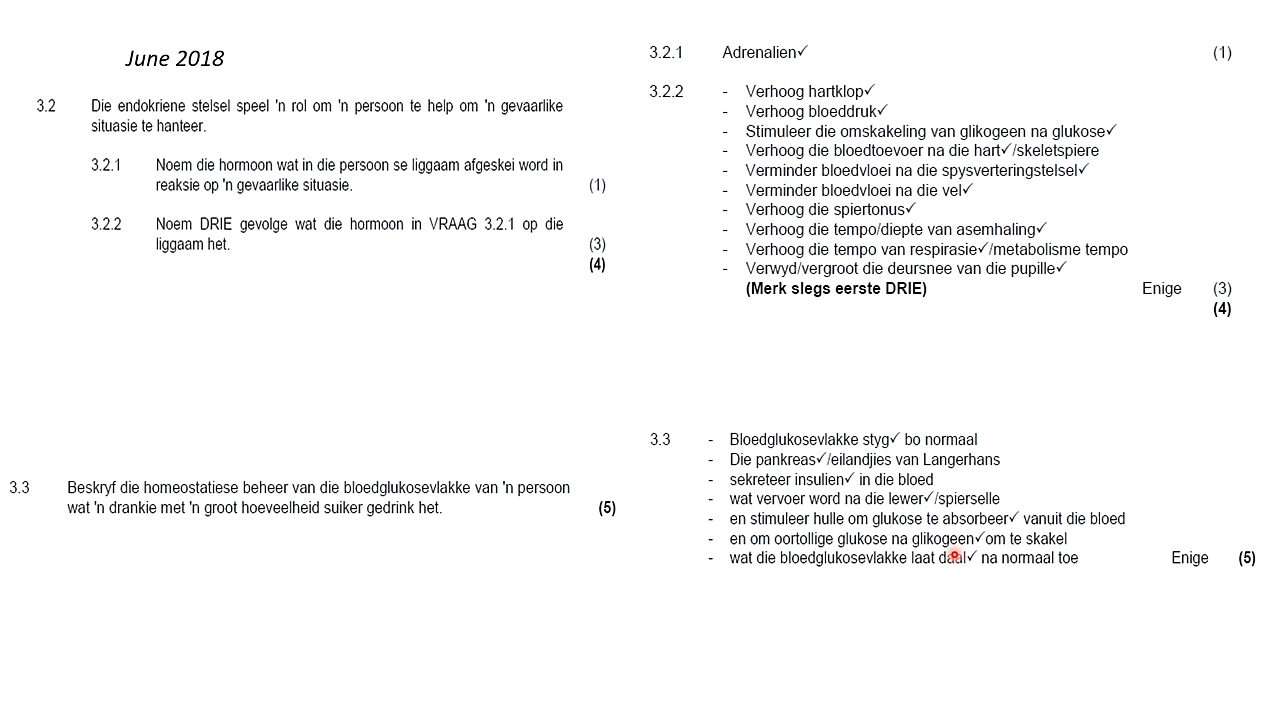 June 2018
3.2 Die endokriene stelsel speel 'n rol om 'n persoon te help om 'n gevaarlike
situasie te hanteer.
3.2.1 Noem die hormoon wat in die persoon se liggaam afgeskei word in
reaksie op 'n gevaarlike situasie. (1)
3.2.2 Noem DRIE gevolge wat die hormoon in VRAAG 3.2.1 op die
liggaam het. (3)
(4)
3.3 Beskryf die homeostatiese beheer van die bloedglukosevlakke van 'n persoon
wat 'n drankie met 'n groot hoeveelheid suiker gedrink het. (5)
3.2.1 Adrenalien✓ (1)
3.2.2 - Verhoog hartklop✓
- Verhoog bloeddruk✓
- Stimuleer die omskakeling van glikogeen na glukose✓
- Verhoog die bloedtoevoer na die hart✓/skeletspiere
- Verminder bloedvloei na die spysverteringstelsel✓
- Verminder bloedvloei na die vel✓
- Verhoog die spiertonus✓
- Verhoog die tempo/diepte van asemhaling✓
- Verhoog die tempo van respirasie✓/metabolisme tempo
- Verwyd/vergroot die deursnee van die pupille✓
(Merk slegs eerste DRIE) Enige (3)
(4)
3.3 - Bloedglukosevlakke styg✓ bo normaal
- Die pankreas✓/eilandjies van Langerhans
- sekreteer insulien✓ in die bloed
- wat vervoer word na die lewer✓/spierselle
- en stimuleer hulle om glukose te absorbeer✓ vanuit die bloed
- en om oortollige glukose na glikogeen✓om te skakel
- wat die bloedglukosevlakke laat daal✓ na normaal toe Enige (5)